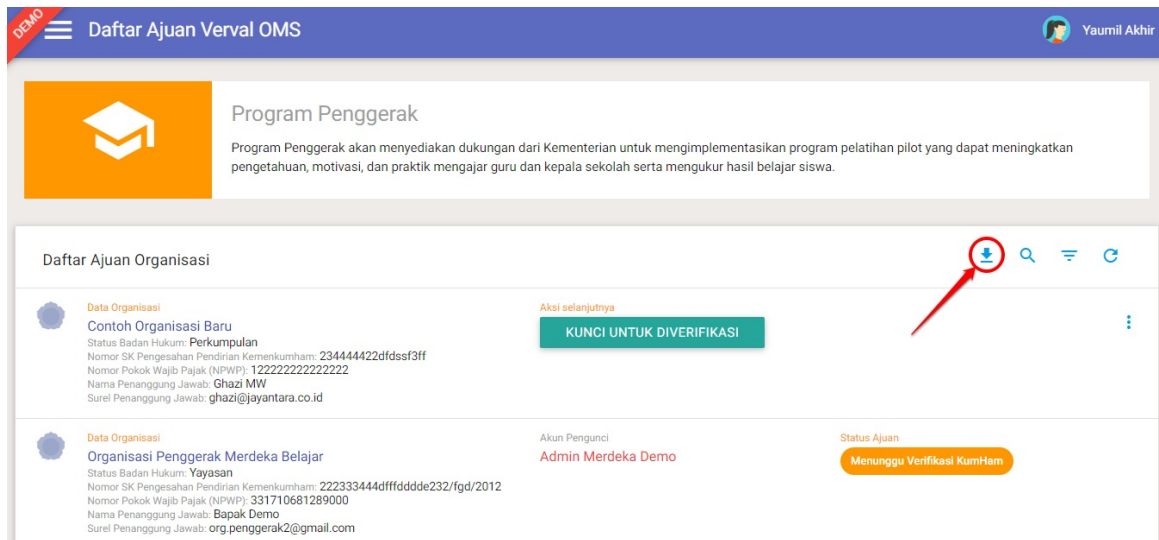 DEMO
Daftar Ajuan Verval OMS
Yaumil Akhir
Program Penggerak
Program Penggerak akan menyediakan dukungan dari Kementerian untuk mengimplementasikan program pelatihan pilot yang dapat meningkatkan
pengetahuan, motivasi, dan praktik mengajar guru dan kepala sekolah serta mengukur hasil belajar siswa.
Daftar Ajuan Organisasi
Data Organisasi
Contoh Organisasi Baru
Status Badan Hukum: Perkumpulan
Nomor SK Pengesahan Pendirian Kemenkumham: 234444422dfdssf3ff
Nomor Pokok Wajib Pajak (NPWP): 122222222222222
Nama Penanggung Jawab: Ghazi MW
Surel Penanggung Jawab: ghazi@jayantara.co.id
Aksi selanjutnya
KUNCI UNTUK DIVERIFIKASI
Data Organisasi
Organisasi Penggerak Merdeka Belajar
Status Badan Hukum: Yayasan
Nomor SK Pengesahan Pendirian Kemenkumham: 222333444dfffdddde232/fgd/2012
Nomor Pokok Wajib Pajak (NPWP): 331710681289000
Nama Penanggung Jawab: Bapak Demo
Surel Penanggung Jawab: org.penggerak2@gmail.com
Akun Pengunci
Admin Merdeka Demo
Status Ajuan
Menunggu Verifikasi KumHam